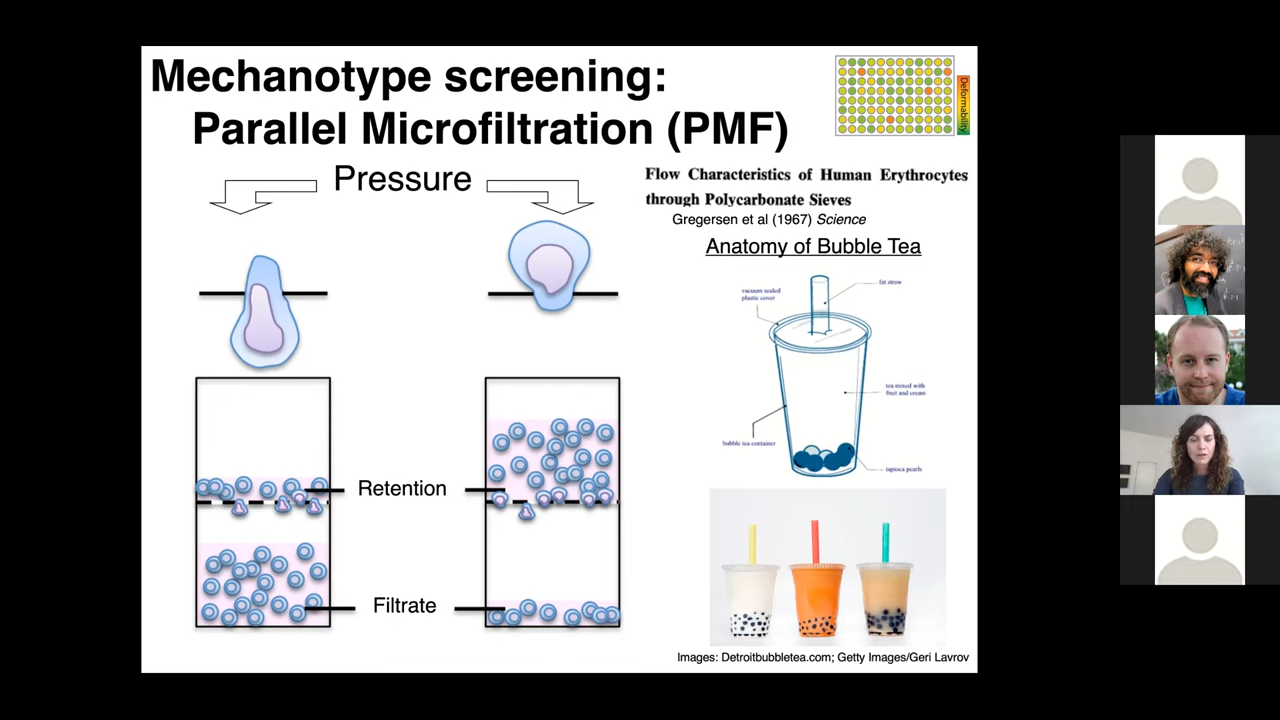 Mechanotype screening:
Parallel Microfiltration (PMF)
Deformability
Pressure
Flow Characteristics of Human Erythrocytes
through Polycarbonate Sieves
Gregersen et al (1967) Science
Anatomy of Bubble Tea
vacuum sealed
plastic cover
fat straw
tea mixed with
fruit and cream
bubble tea container
tapioca pearls
Retention
Filtrate
Images: Detroitbubbletea.com; Getty Images/Geri Lavrov